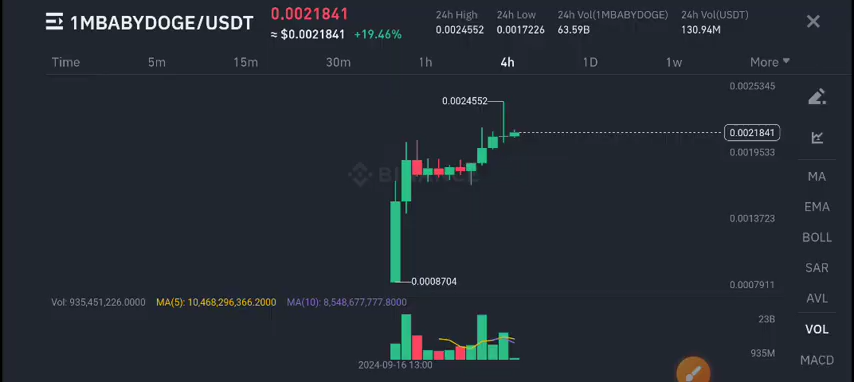 1MBABYDOGE/USDT
0.0021841
≈ $0.0021841 +19.46%
24h High 24h Low 24h Vol(1MBABYDOGE) 24h Vol(USDT)
0.0024552 0.0017226 63.59B 130.94M
Time 5m 15m 30m 1h 4h 1D 1w More
0.0025345
0.0024552
0.0021841
0.0019533
BINANCE
0.0013723
0.0008704
0.0007911
MA
EMA
BOLL
SAR
AVL
VOL
MACD
Vol: 935,451,226.0000 MA(5): 10,468,296,366.2000 MA(10): 8,548,677,777.8000
23B
935M
2024-09-16 13:00